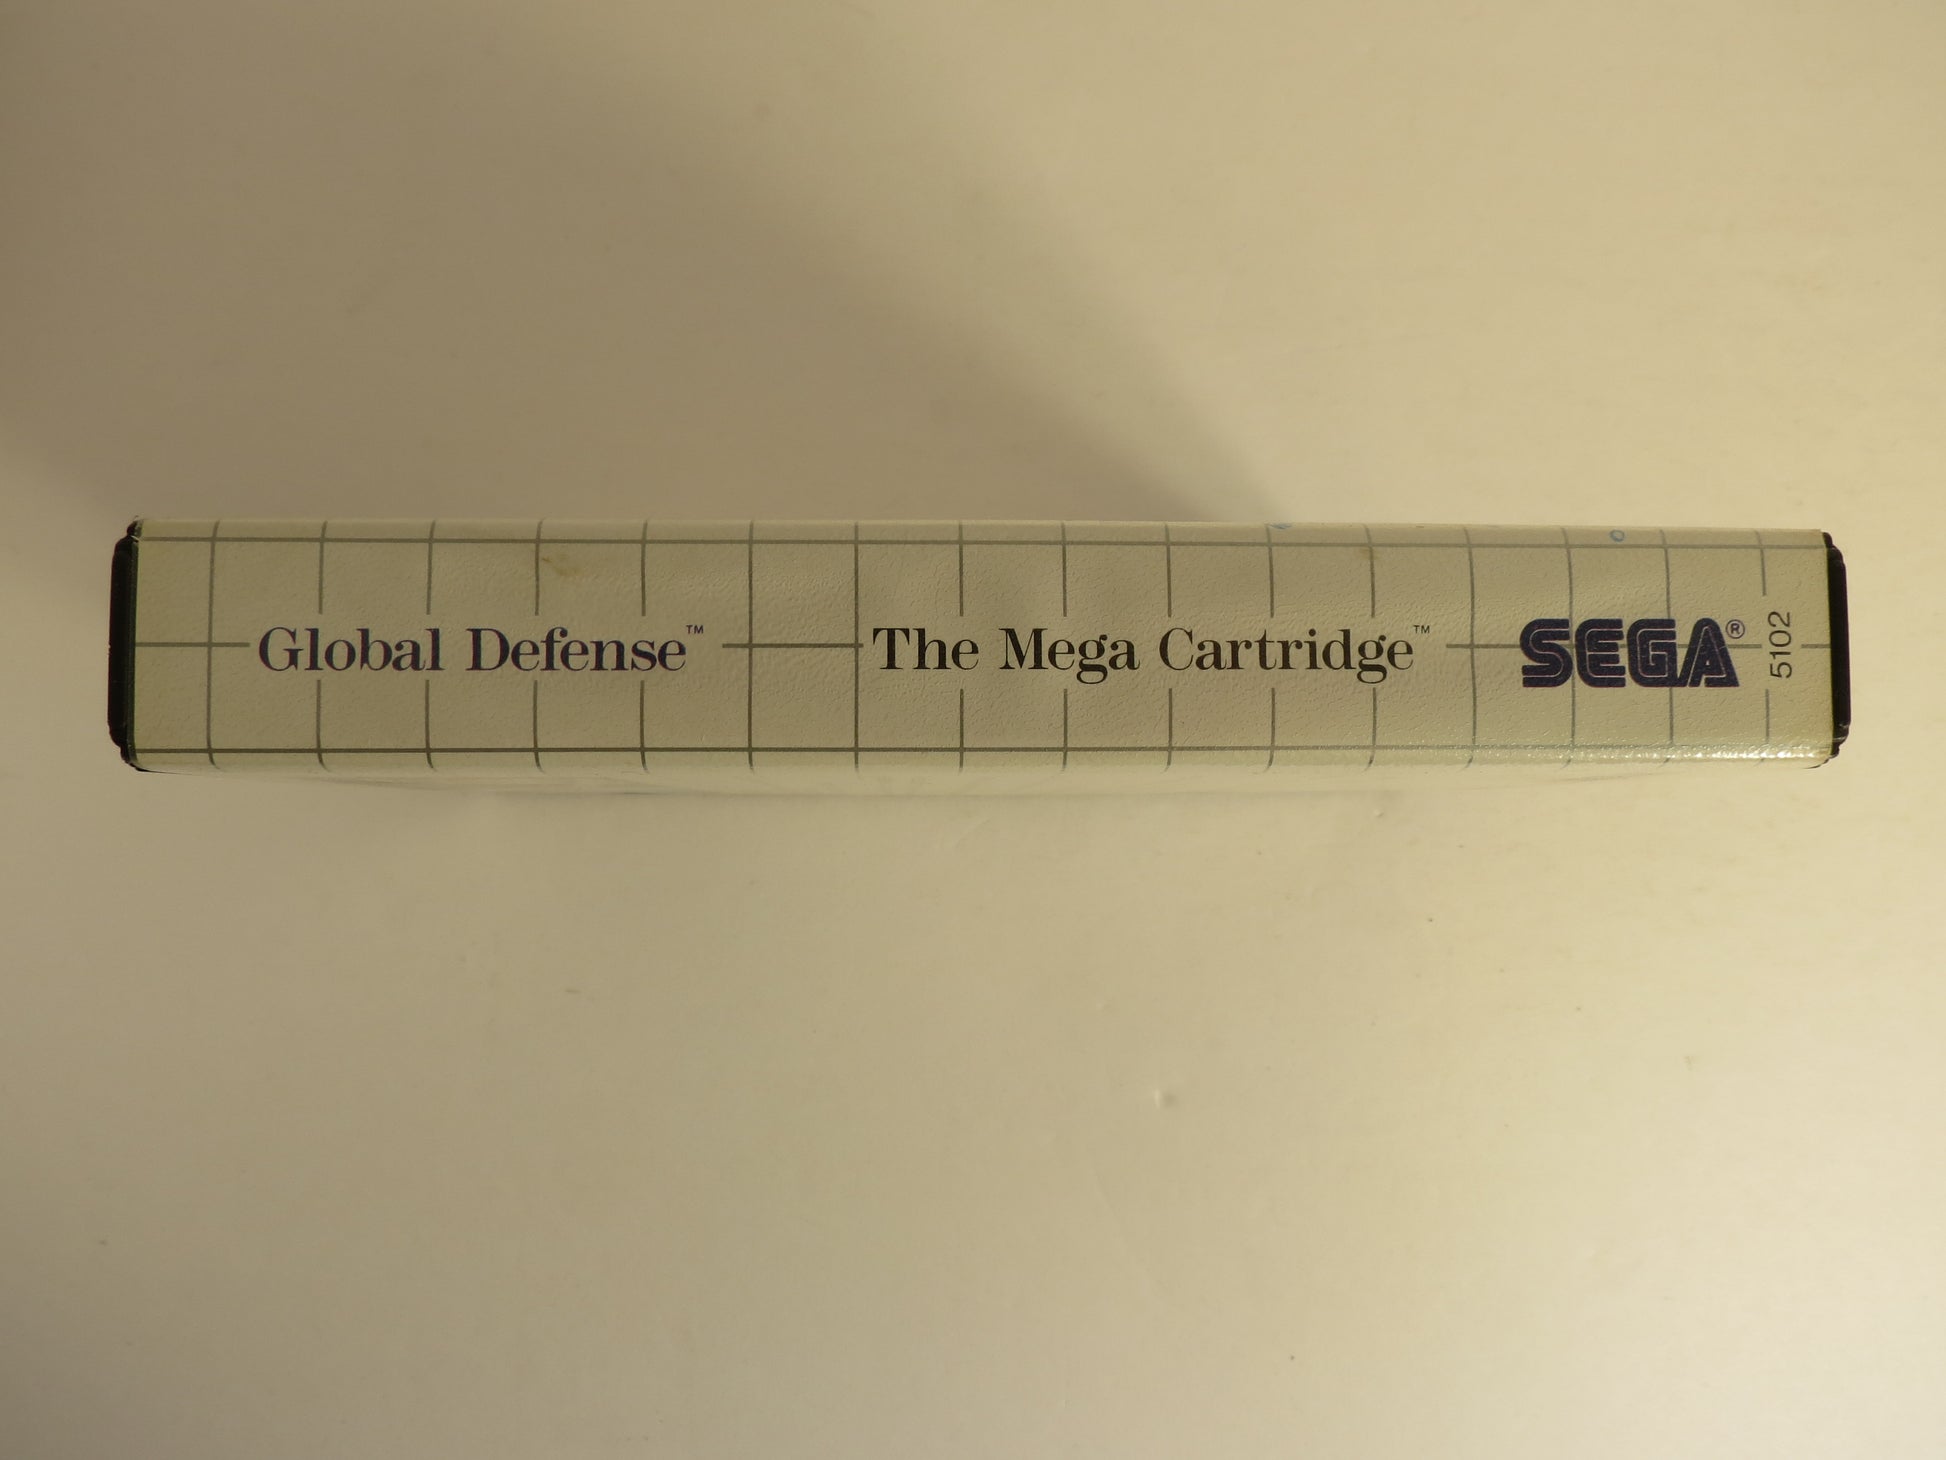 Global Defense™ The Mega Cartridge™ SEGA® 5102